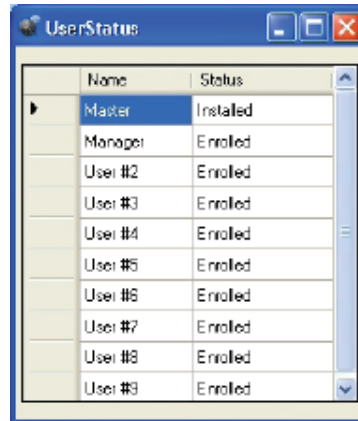 UserStatus
Name Status
Master Installed
Manager Enrolled
User #2 Enrolled
User #3 Enrolled
User #4 Enrolled
User #5 Enrolled
User #6 Enrolled
User #7 Enrolled
User #8 Enrolled
User #9 Enrolled